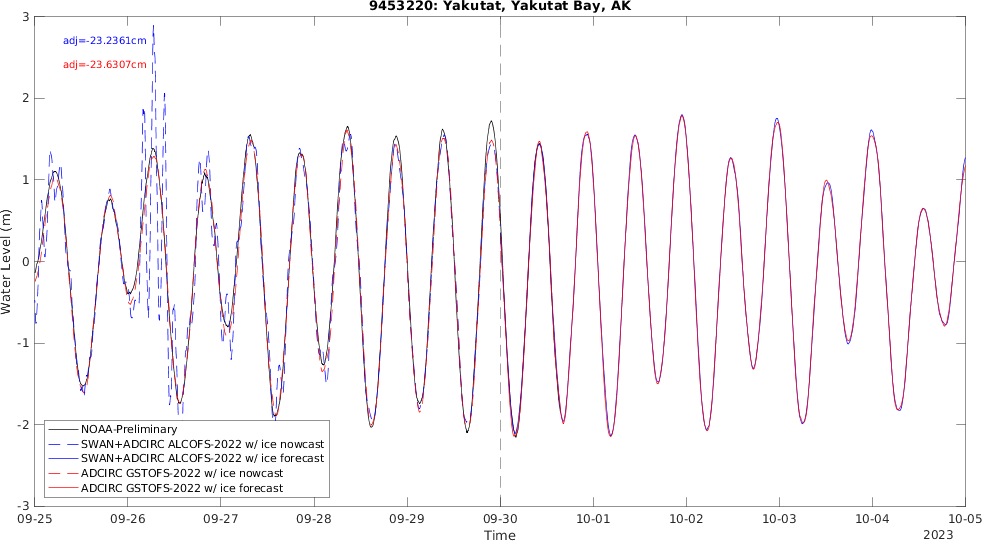 9453220: Yakutat, Yakutat Bay, AK
adj=-23.2361cm
adj=-23.6307cm
Water Level (m)
3
2
1
0
-1
-2
-3
NOAA-Preliminary
SWAN+ADCIRC ALCOFS-2022 w/ ice nowcast
SWAN+ADCIRC ALCOFS-2022 w/ ice forecast
ADCIRC GSTOFS-2022 w/ ice nowcast
ADCIRC GSTOFS-2022 w/ ice forecast
09-25 09-26 09-27 09-28 09-29 09-30 10-01 10-02 10-03 10-04 10-05
Time
2023